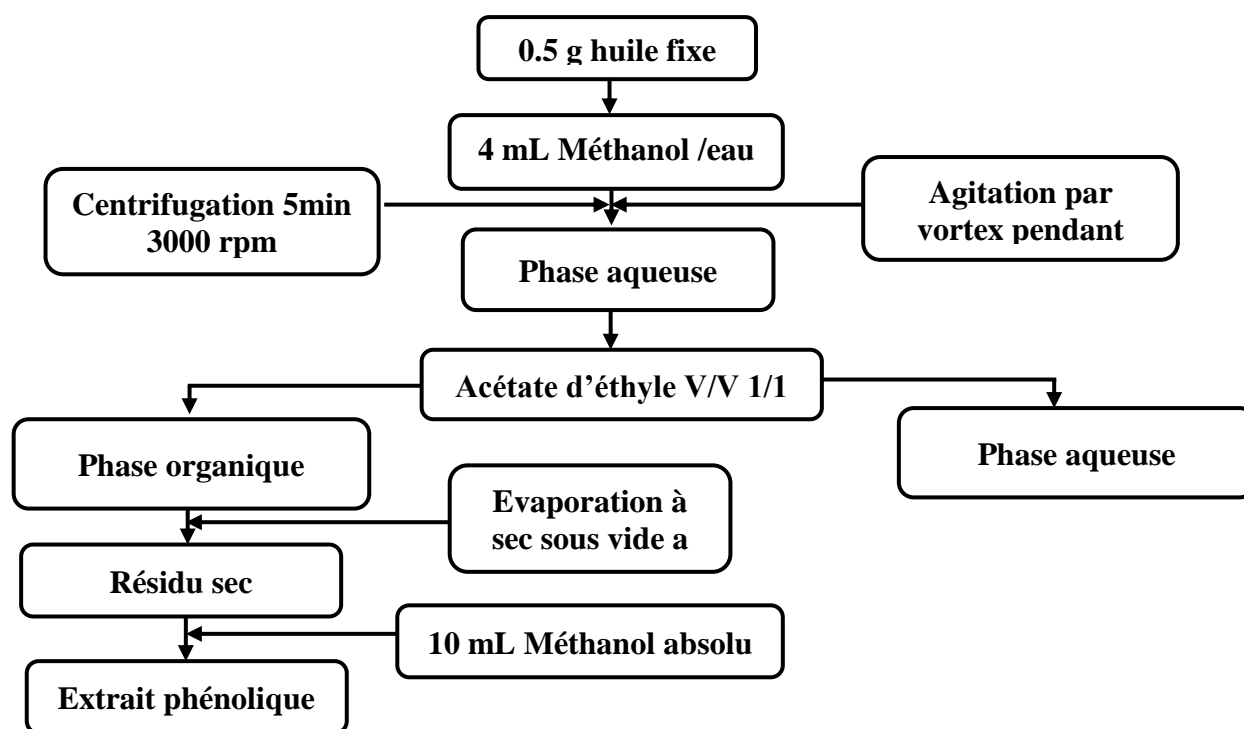 0.5 g huile fixe
4 mL Méthanol /eau
Centrifugation 5min
3000 rpm
Agitation par
vortex pendant
Phase aqueuse
Acétate d'éthyle V/V 1/1
Phase organique
Phase aqueuse
Evaporation à
sec sous vide a
Résidu sec
10 mL Méthanol absolu
Extrait phénolique